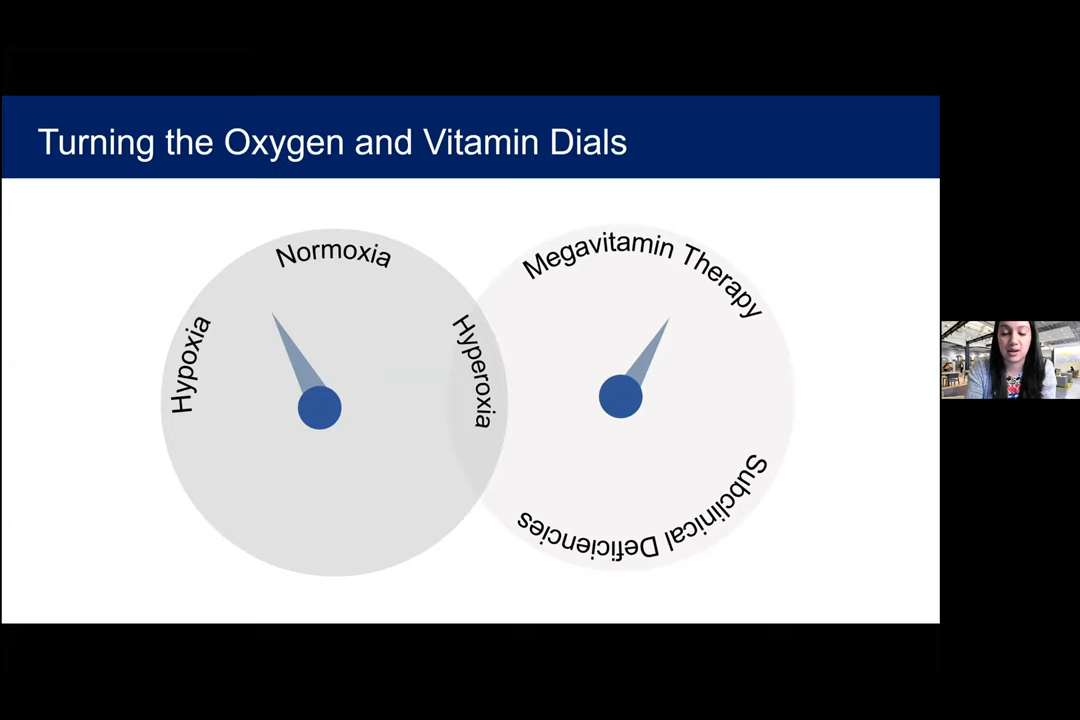 Turning the Oxygen and Vitamin Dials
Hypoxia
Normoxia
Hyperoxia
Megavitamin Therapy
Subclinical Deficiencies